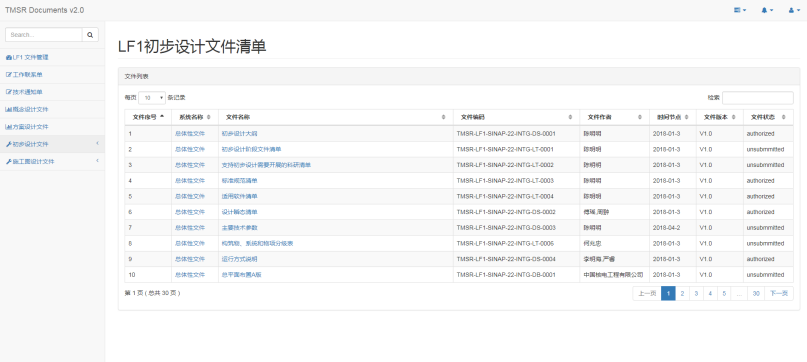 TMSR Documents v2.0
Search...
LF1 文件管理
工作联系单
技术通知单
概念设计文件
方案设计文件
初步设计文件
施工图设计文件
LF1初步设计文件清单
文件列表
每页 10 条记录
检索
文件序号 系统名称 文件名称 文件编码 文件作者 时间节点 文件版本 文件状态
1 总体性文件 初步设计大纲 TMSR-LF1-SINAP-22-INTG-DS-0001 陈明明 2018-01-3 V1.0 authorized
2 总体性文件 初步设计阶段文件清单 TMSR-LF1-SINAP-22-INTG-LT-0001 陈明明 2018-01-3 V1.0 unsubmmitted
3 总体性文件 支持初步设计需要开展的科研清单 TMSR-LF1-SINAP-22-INTG-LT-0002 陈明明 2018-01-3 V1.0 unsubmmitted
4 总体性文件 标准规范清单 TMSR-LF1-SINAP-22-INTG-LT-0003 陈明明 2018-01-3 V1.0 authorized
5 总体性文件 适用软件清单 TMSR-LF1-SINAP-22-INTG-LT-0004 陈明明 2018-01-3 V1.0 authorized
6 总体性文件 设计瞬态清单 TMSR-LF1-SINAP-22-INTG-DS-0002 傅瑶,周翀 2018-01-3 V1.0 authorized
7 总体性文件 主要技术参数 TMSR-LF1-SINAP-22-INTG-DS-0003 陈明明 2018-04-2 V1.0 unsubmmitted
8 总体性文件 构筑物、系统和物项分级表 TMSR-LF1-SINAP-22-INTG-LT-0006 何兆忠 2018-01-3 V1.0 unsubmmitted
9 总体性文件 运行方式说明 TMSR-LF1-SINAP-22-INTG-DS-0004 李明海,严睿 2018-01-3 V1.0 authorized
10 总体性文件 总平面布置A版 TMSR-LF1-SINAP-22-INTG-DB-0001 中国核电工程有限公司 2018-01-3 V1.0 unsubmmitted
第 1 页 ( 总共 30 页 )
上一页 1 2 3 4 5 ... 30 下一页